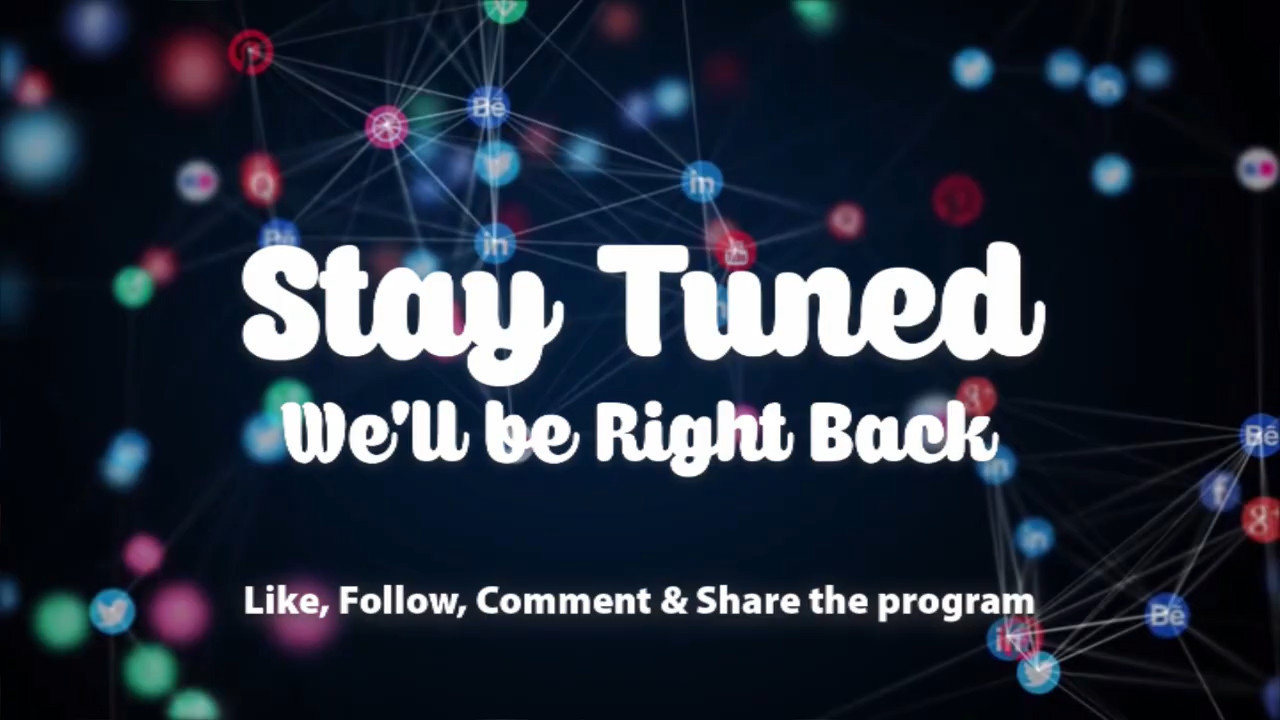 Stay Tuned
We'll be Right Back
Like, Follow, Comment & Share the program